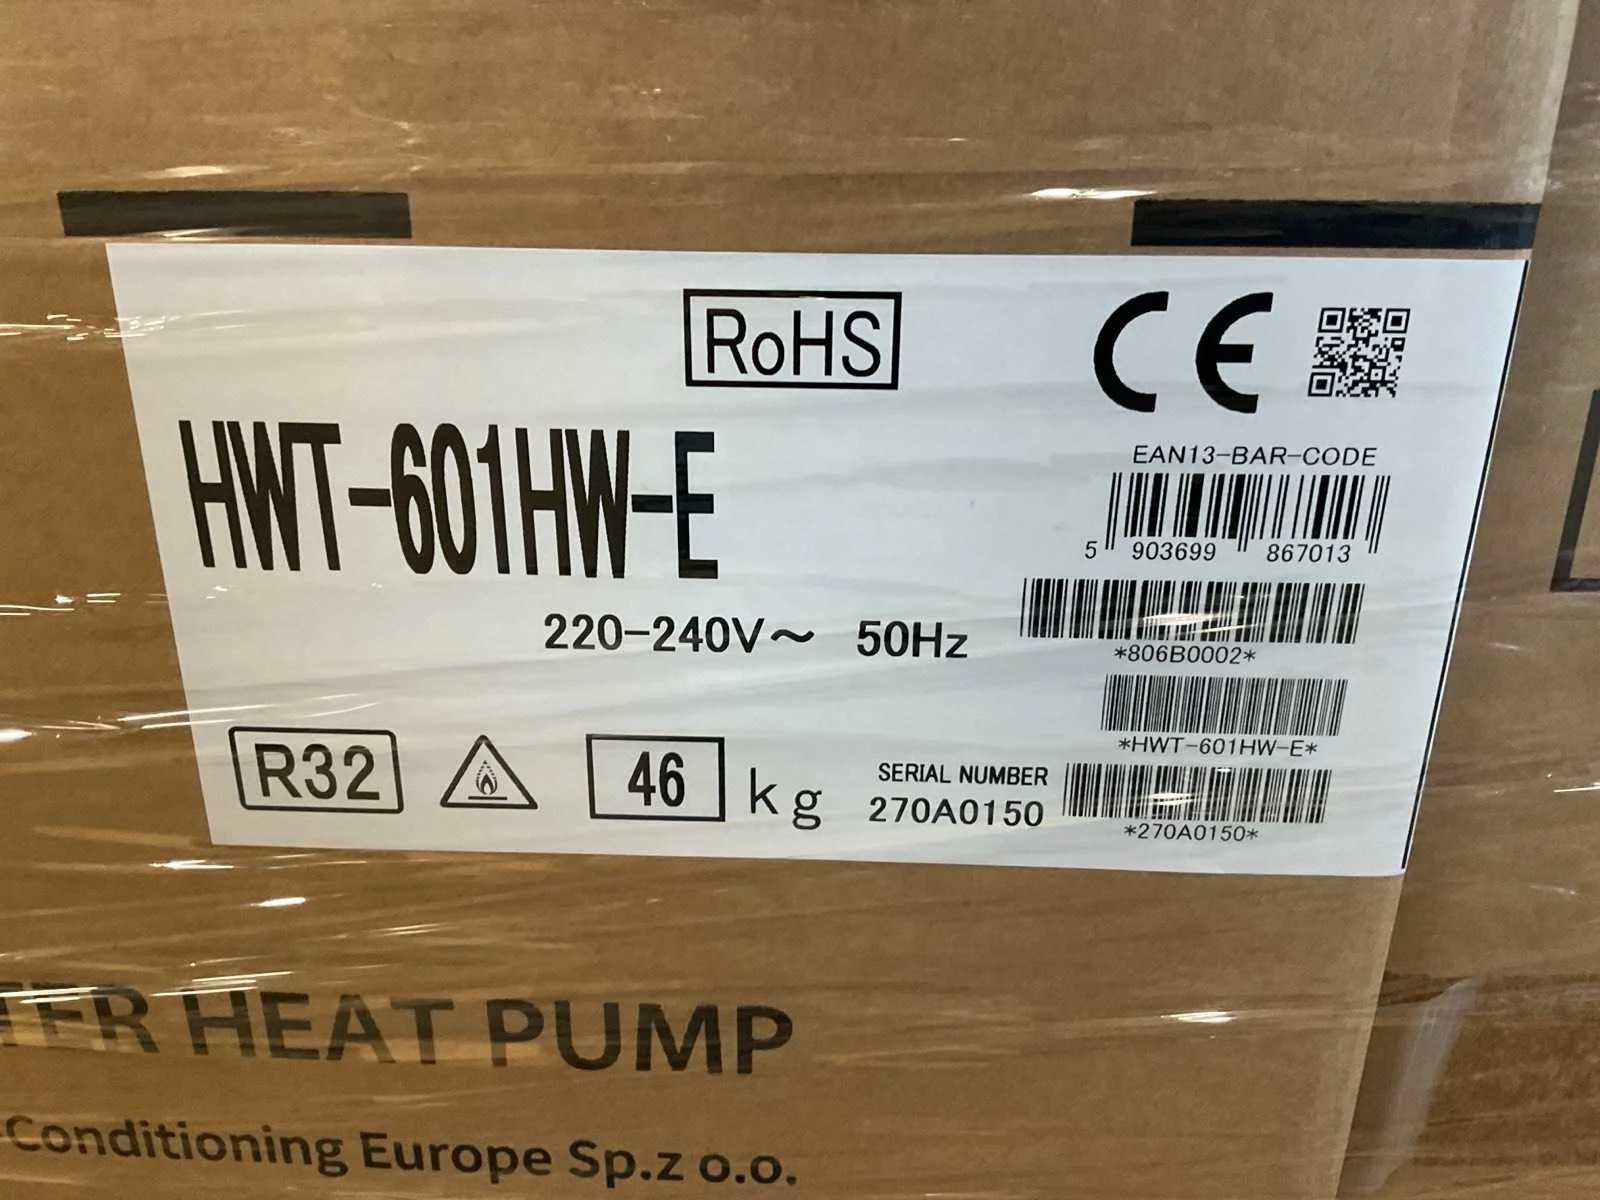 RoHS
CE
HWT-601HW-E
EAN13-BAR-CODE
5 903699 867013
220-240V~ 50Hz
*806B0002*
*HWT-601HW-E*
R32
46 kg
SERIAL NUMBER
270A0150
*270A0150*
HEAT PUMP
Conditioning Europe Sp.z o.o.